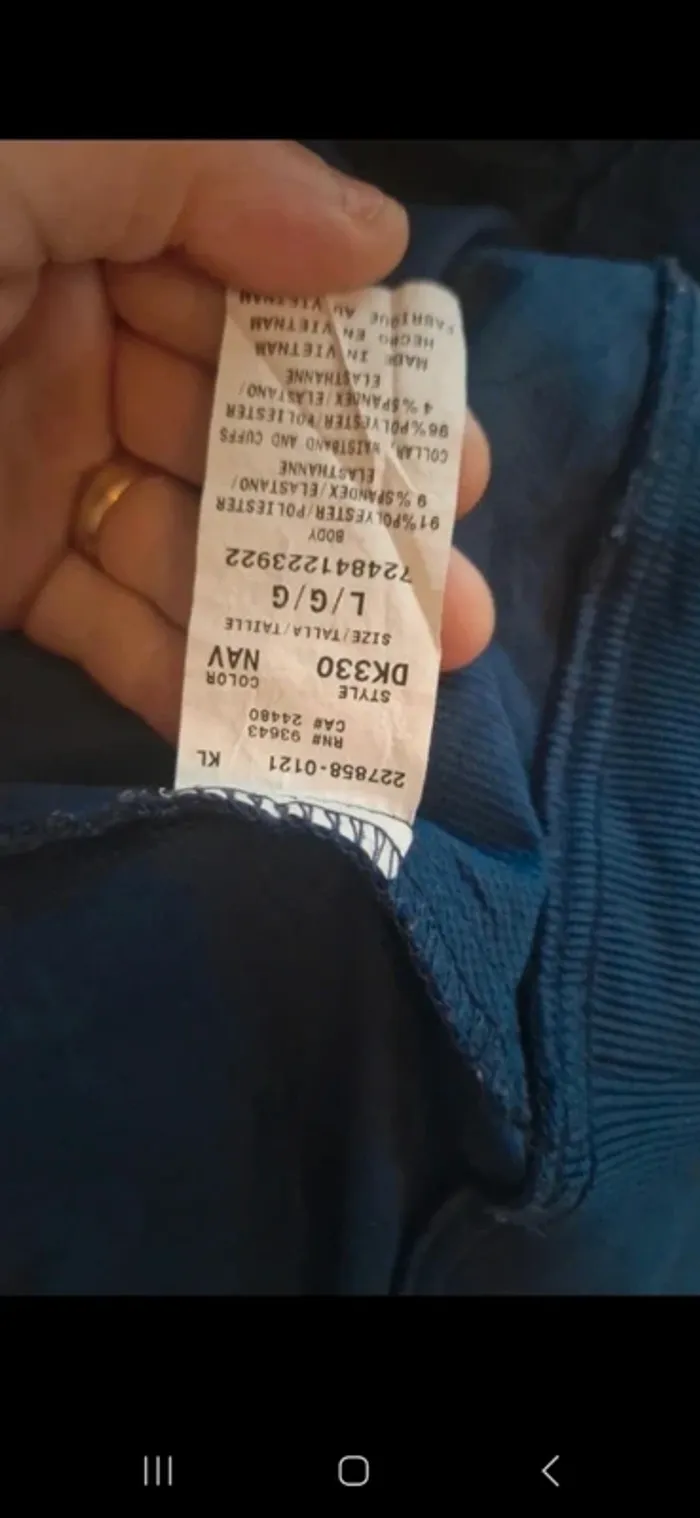 227858-0121 KL
RN# 93643
CA# 24480
STYLE COLOR
DK330 NAV
SIZE/TALLA/TAILLE
L/G/G
724841223922
BODY
91%POLYESTER/POLIESTER
9%SPANDEX/ELASTANO/
ELASTHANNE
COLLAR, WAISTBAND AND CUFFS
96%POLYESTER/POLIESTER
4%SPANDEX/ELASTANO/
ELASTHANNE
MADE IN VIETNAM
HECHO EN VIETNAM
FABRIQUE AU VIETNAM